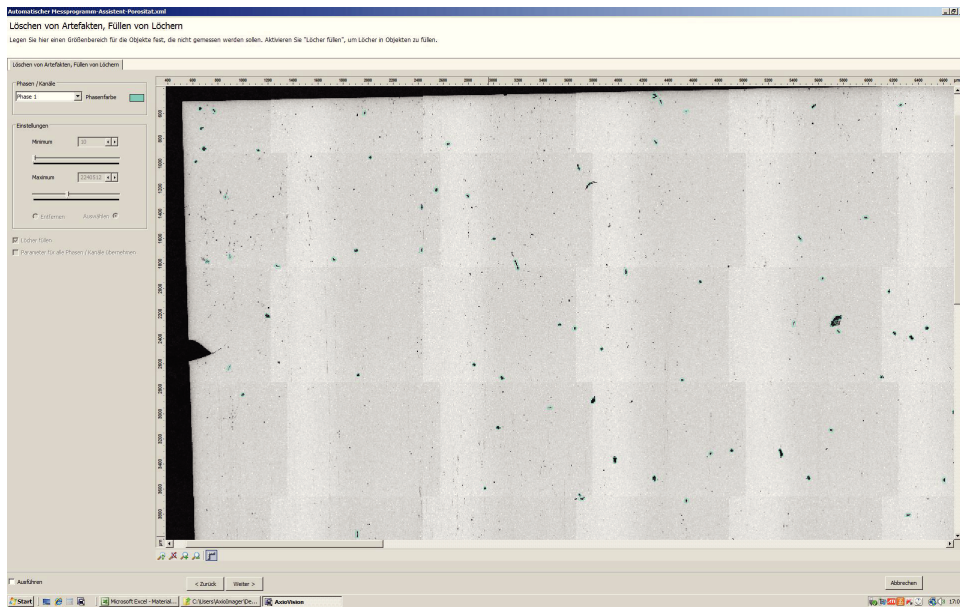 Automatischer Messprogramm-Assistent-Porositat.xml
Löschen von Artefakten, Füllen von Löchern
Legen Sie hier einen Größenbereich für die Objekte fest, die nicht gemessen werden sollen. Aktivieren Sie "Löcher füllen", um Löcher in Objekten zu füllen.
Löschen von Artefakten, Füllen von Löchern
Phasen / Kanäle
Phase 1
Phasenfarbe
Einstellungen
Minimum
10
Maximum
2240512
Entfernen
Auswählen
Löcher füllen
Parameter für alle Phasen / Kanäle übernehmen
Ausführen
< Zurück
Weiter >
Abbrechen
Start
Microsoft Excel - Material...
C:\Users\AxioImager\De...
AxioVision